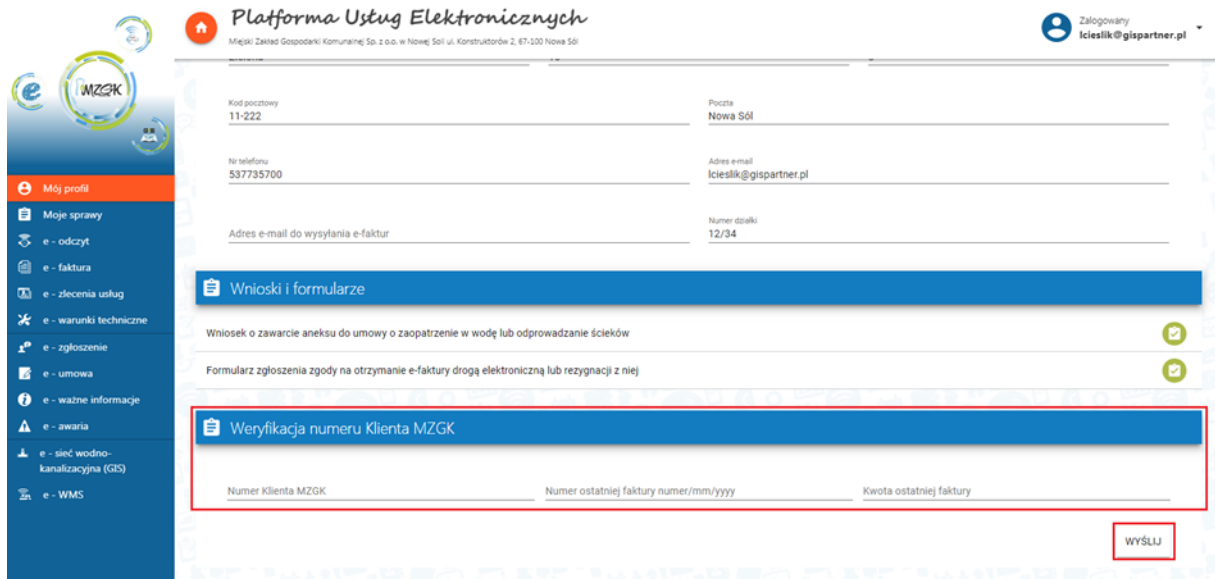 Platforma Usług Elektronicznych
Miejski Zakład Gospodarki Komunalnej Sp. z o.o. w Nowej Soli ul. Konstruktorów 2, 67-100 Nowa Sól
Zalogowany
lcieslik@gispartner.pl
e
MZGK
Mój profil
Moje sprawy
e - odczyt
e - faktura
e - zlecenia usług
e - warunki techniczne
e - zgłoszenie
e - umowa
e - ważne informacje
e - awaria
e - sieć wodno-
kanalizacyjna (GIS)
e - WMS
Kod pocztowy
11-222
Poczta
Nowa Sól
Nr telefonu
537735700
Adres e-mail
lcieslik@gispartner.pl
Adres e-mail do wysyłania e-faktur
Numer działki
12/34
Wnioski i formularze
Wniosek o zawarcie aneksu do umowy o zaopatrzenie w wodę lub odprowadzanie ścieków
Formularz zgłoszenia zgody na otrzymanie e-faktury drogą elektroniczną lub rezygnacji z niej
Weryfikacja numeru Klienta MZGK
Numer Klienta MZGK
Numer ostatniej faktury numer/mm/yyyy
Kwota ostatniej faktury
WYŚLIJ